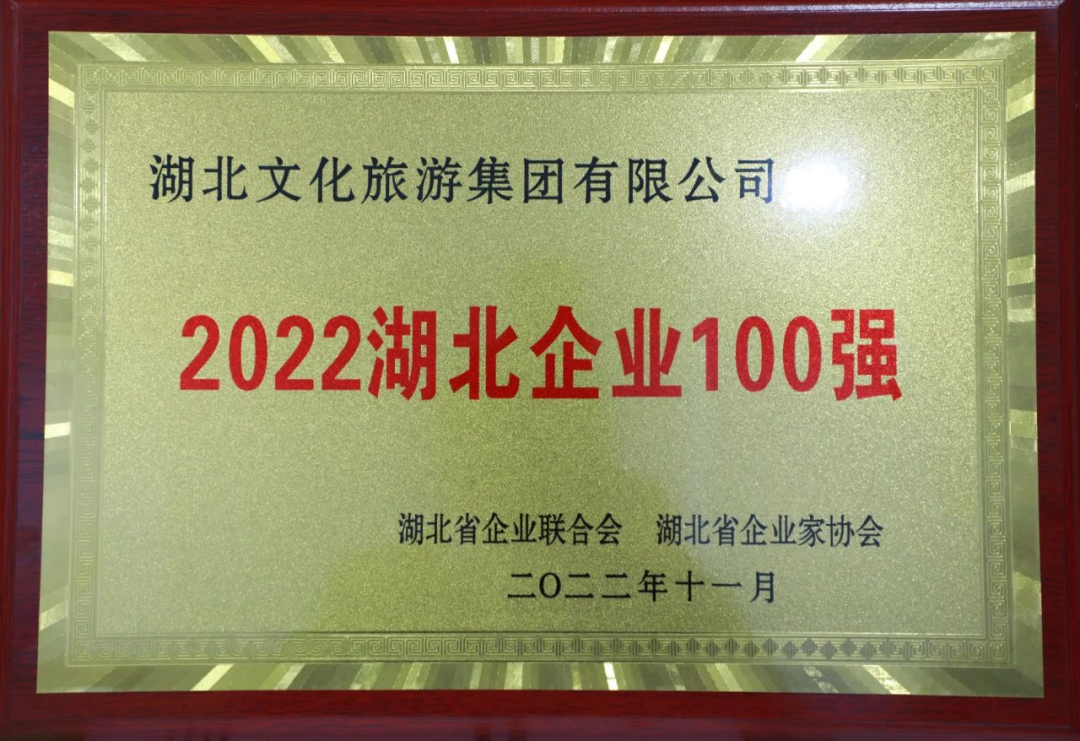 湖北文化旅游集团有限公司
2022湖北企业100强
湖北省企业联合会 湖北省企业家协会
二〇二二年十一月